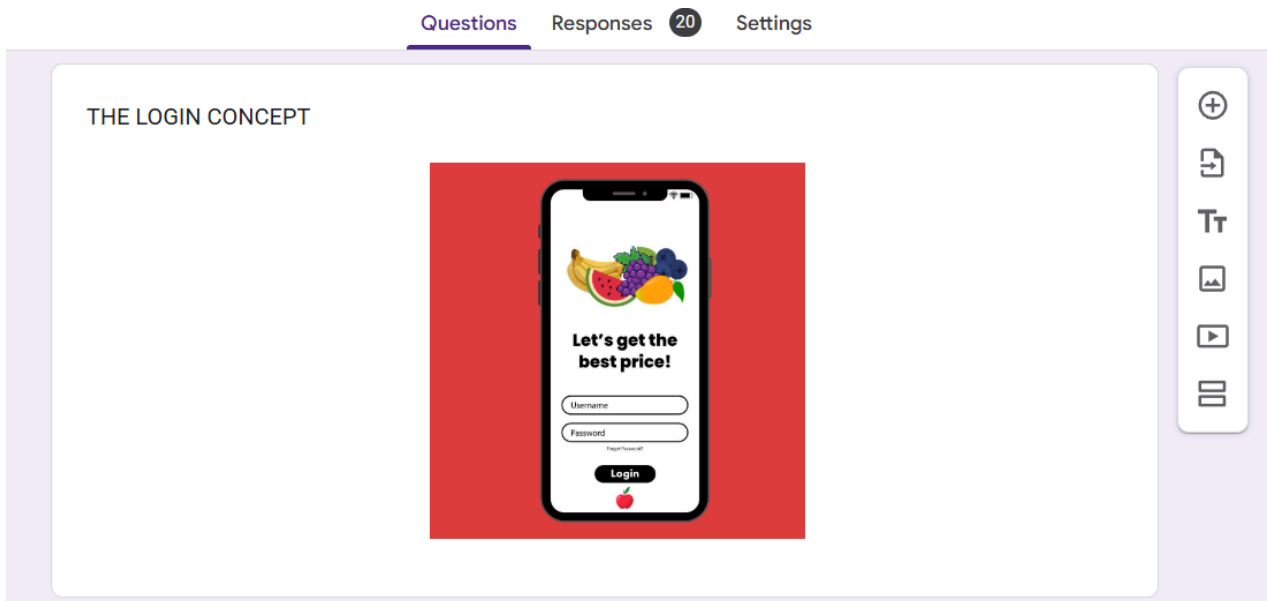 Questions Responses 20 Settings
THE LOGIN CONCEPT
Let's get the
best price!
Username
Password
Forgot Password?
Login